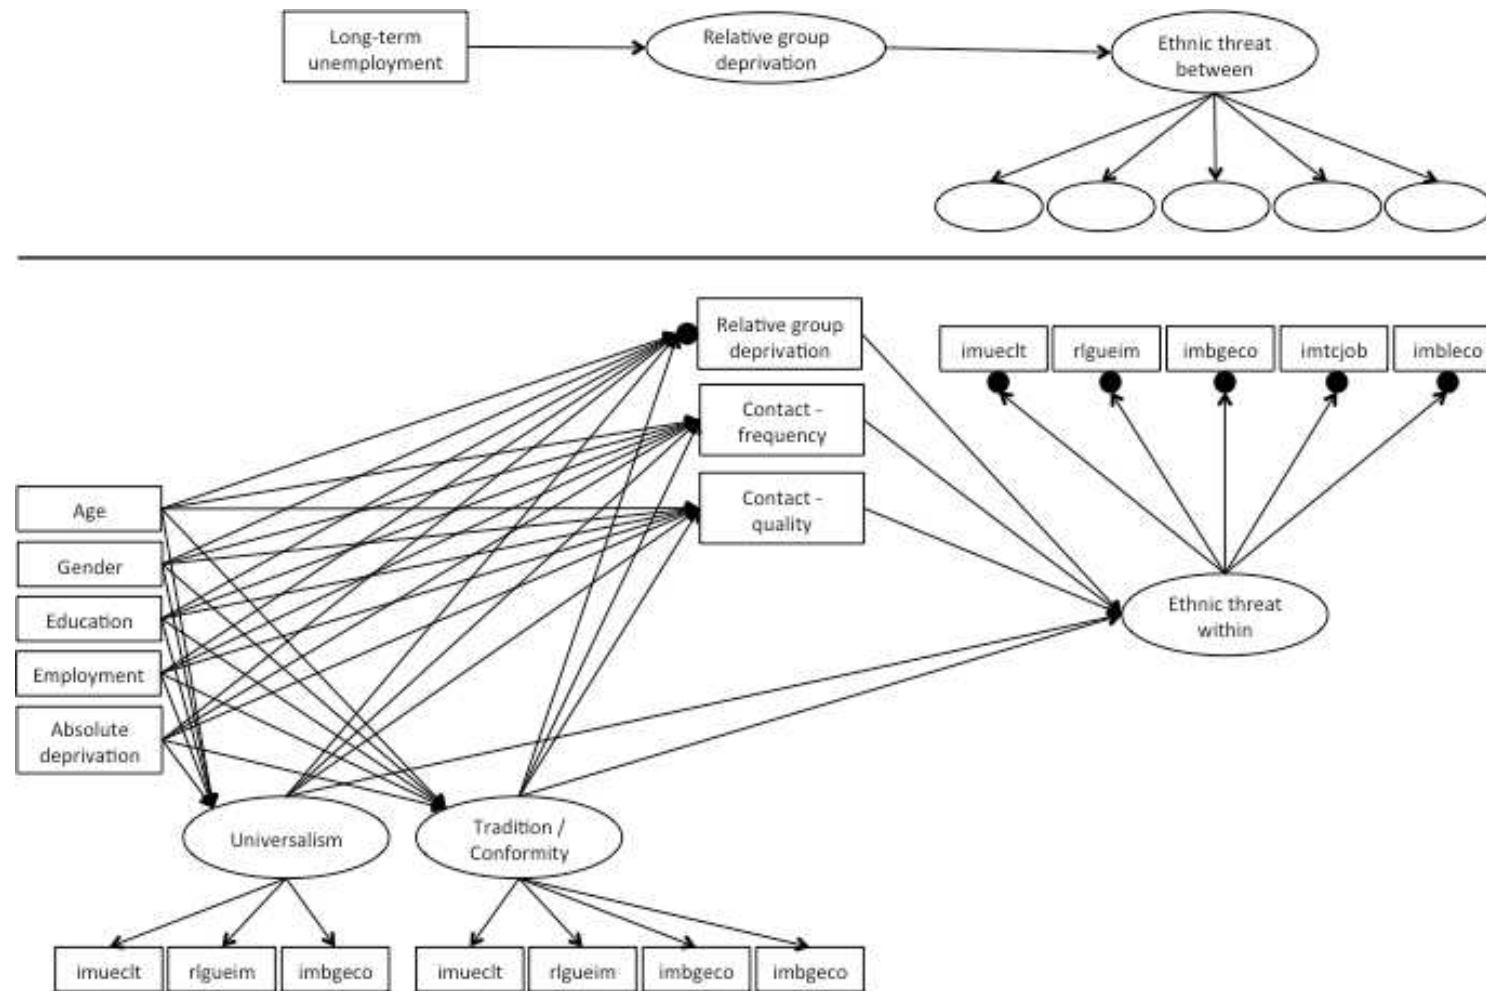 Long-term
unemployment
Relative group
deprivation
Ethnic threat
between
Relative group
deprivation
imueclt
rlgueim
imbgeco
imtcjob
imbleco
Contact -
frequency
Contact -
quality
Age
Gender
Education
Employment
Absolute
deprivation
Ethnic threat
within
Universalism
Tradition /
Conformity
imueclt
rlgueim
imbgeco
imueclt
rlgueim
imbgeco
imbgeco